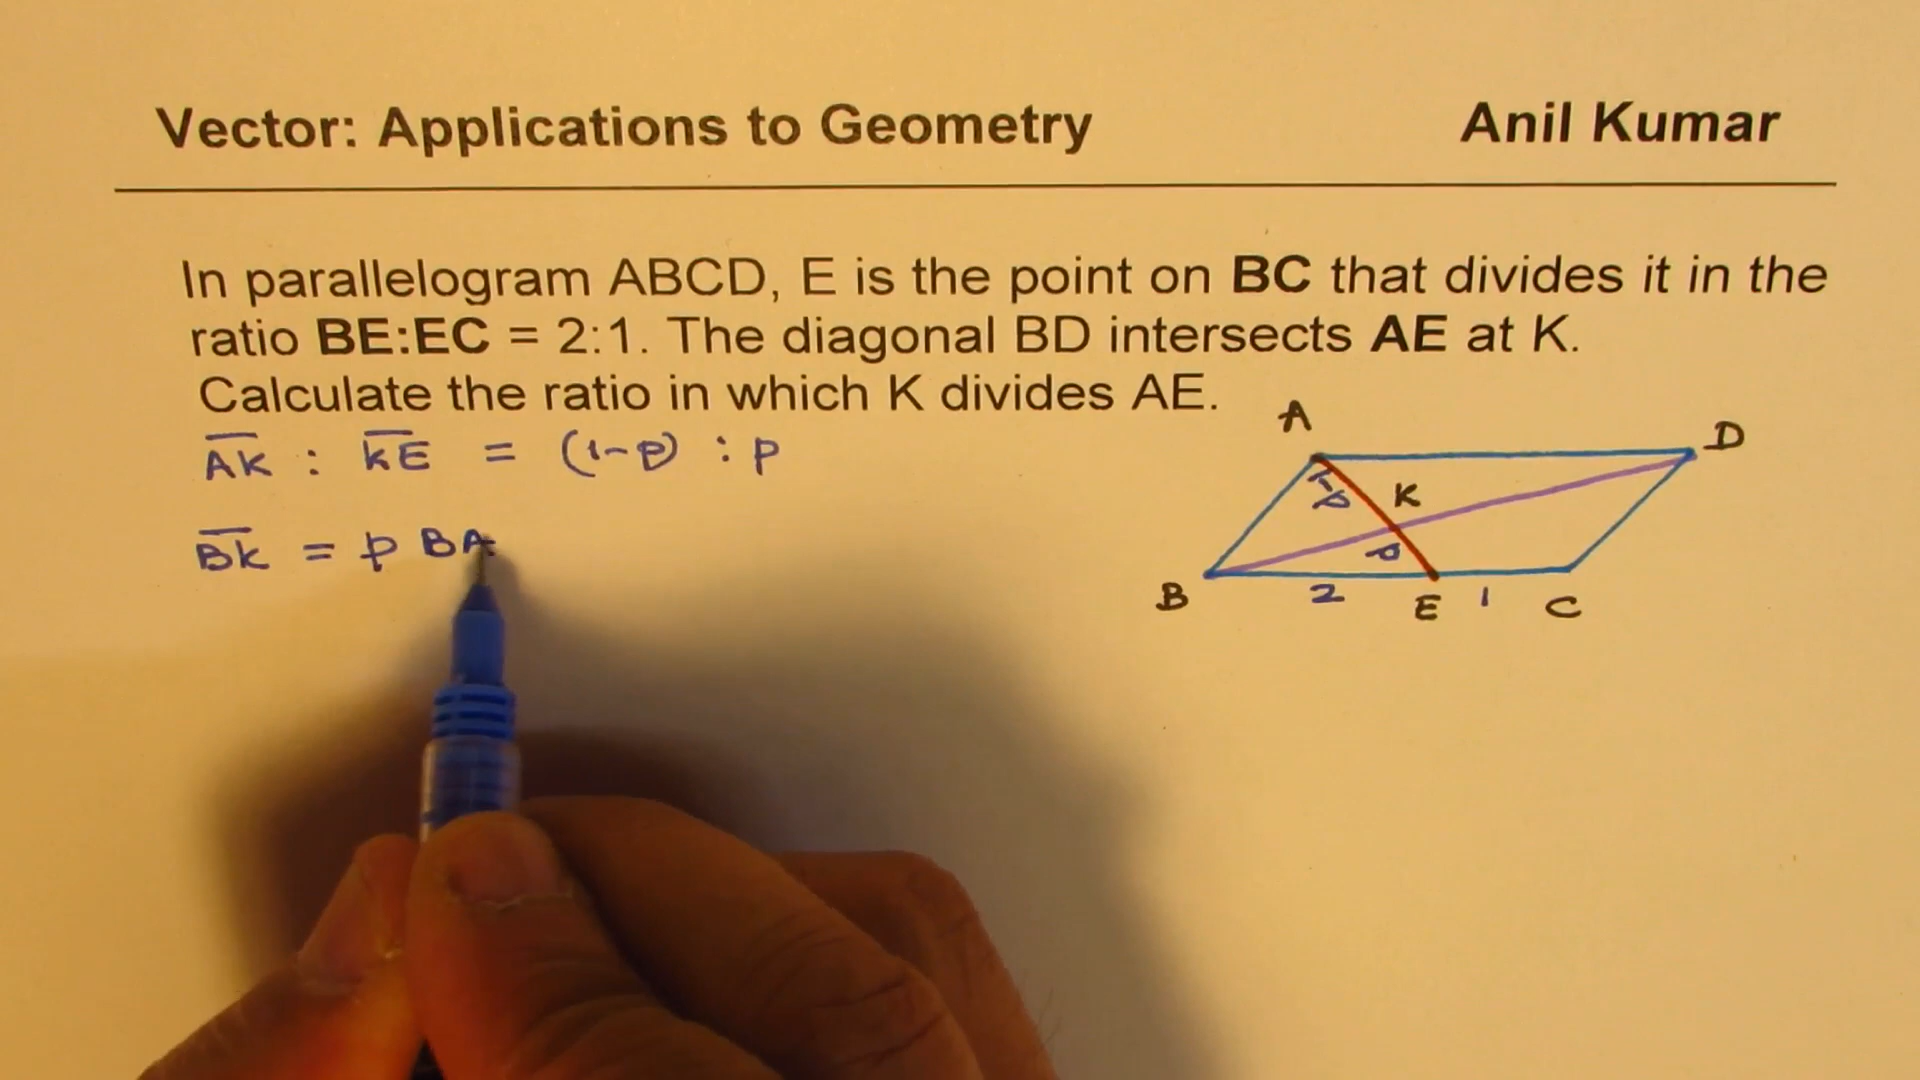 Vector: Applications to Geometry Anil Kumar
In parallelogram ABCD, E is the point on BC that divides it in the
ratio BE:EC = 2:1. The diagonal BD intersects AE at K.
Calculate the ratio in which K divides AE.
AK : KE = (1-p) : p
BK = p BA
A
D
1-p
K
p
B
2
E
1
C